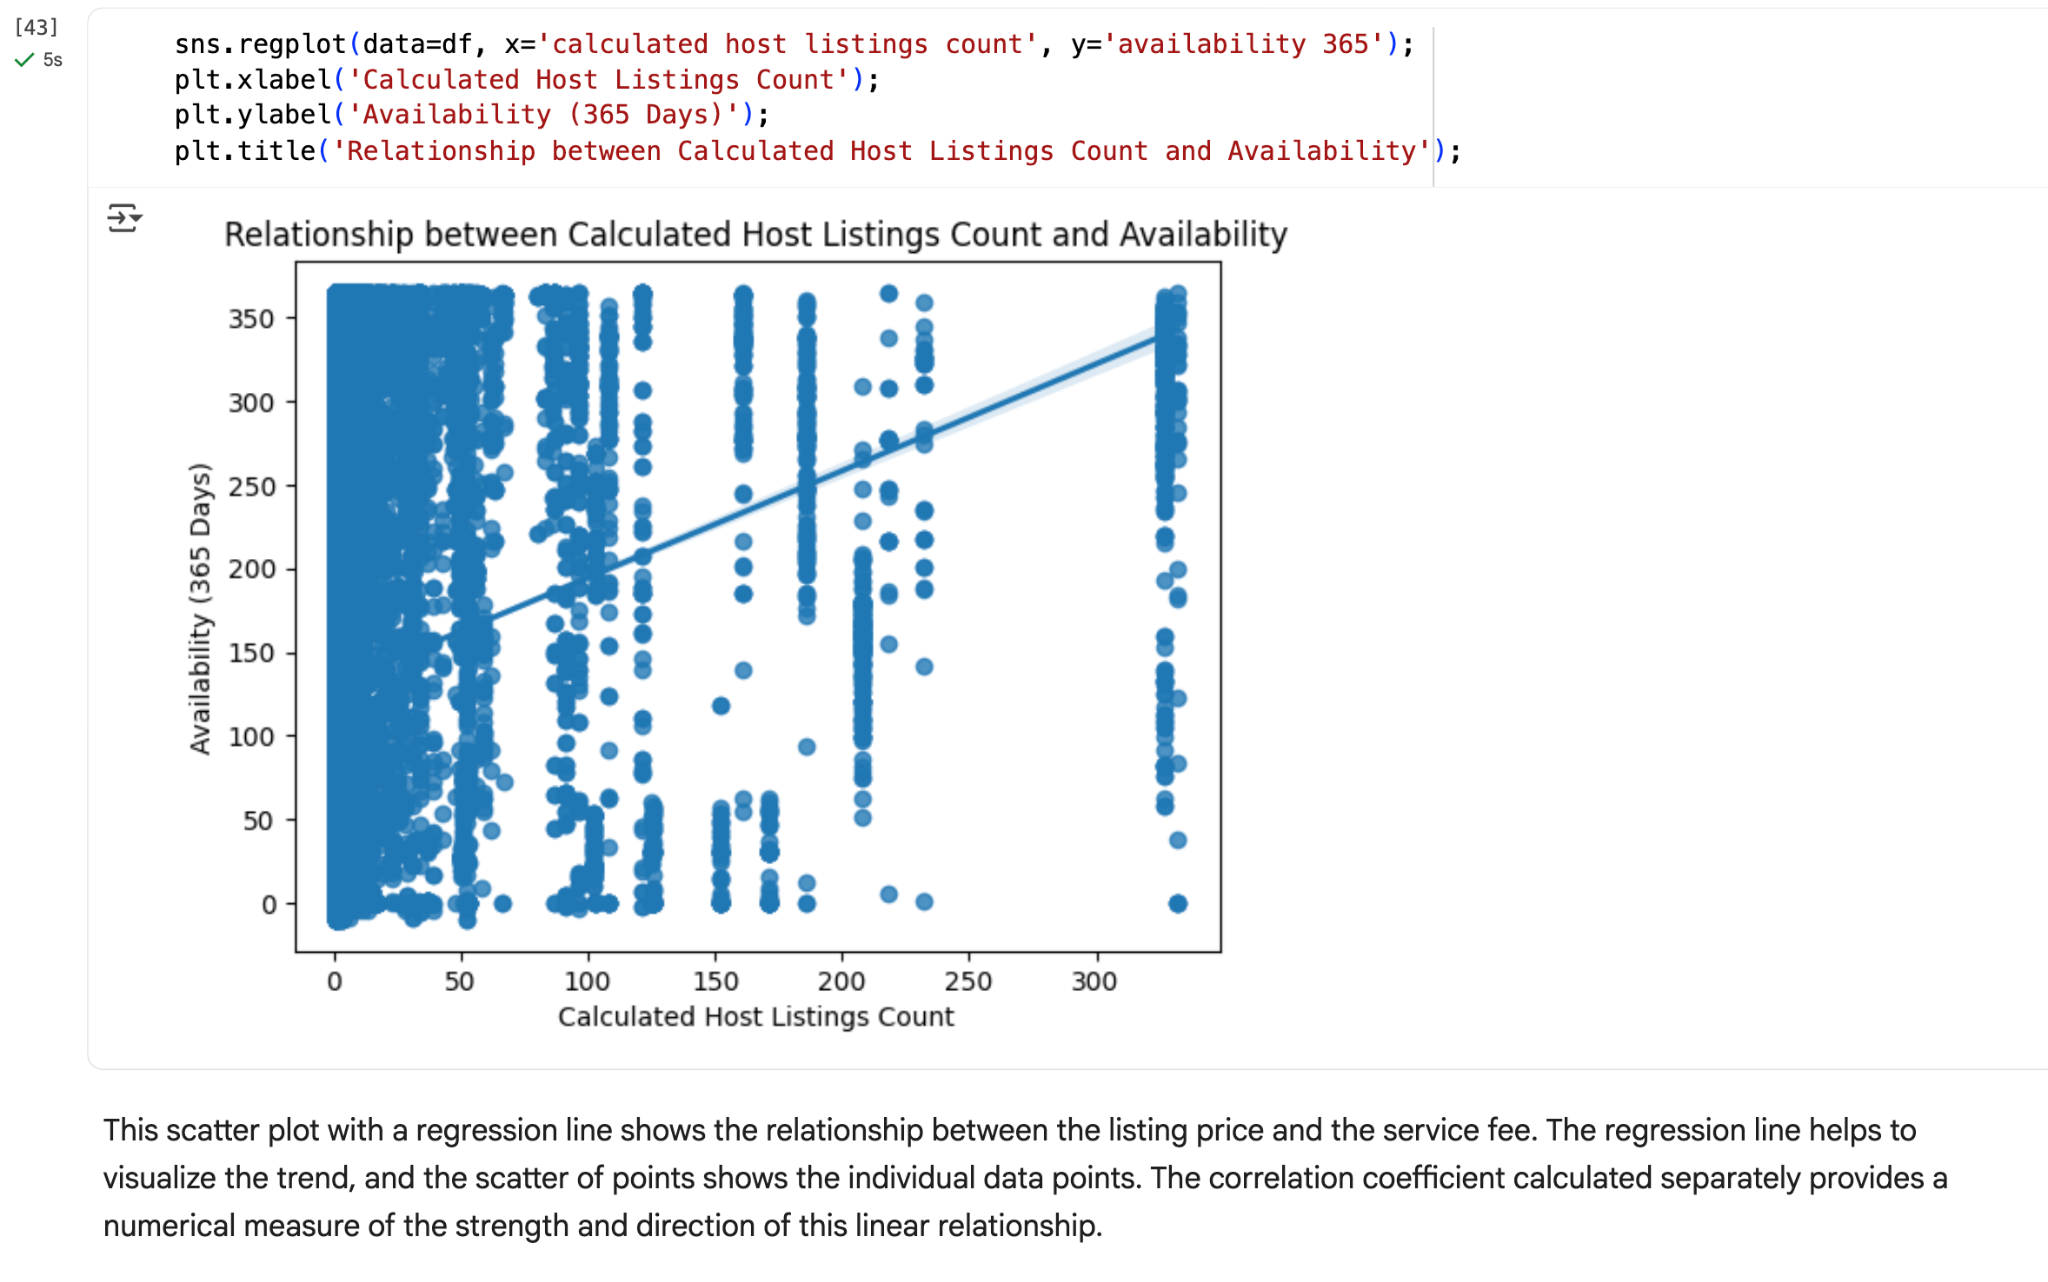 [43]
5s
sns.regplot(data=df, x='calculated host listings count', y='availability 365');
plt.xlabel('Calculated Host Listings Count');
plt.ylabel('Availability (365 Days)');
plt.title('Relationship between Calculated Host Listings Count and Availability');
Relationship between Calculated Host Listings Count and Availability
Availability (365 Days)
350
300
250
200
150
100
50
0
0 50 100 150 200 250 300
Calculated Host Listings Count
This scatter plot with a regression line shows the relationship between the listing price and the service fee. The regression line helps to
visualize the trend, and the scatter of points shows the individual data points. The correlation coefficient calculated separately provides a
numerical measure of the strength and direction of this linear relationship.